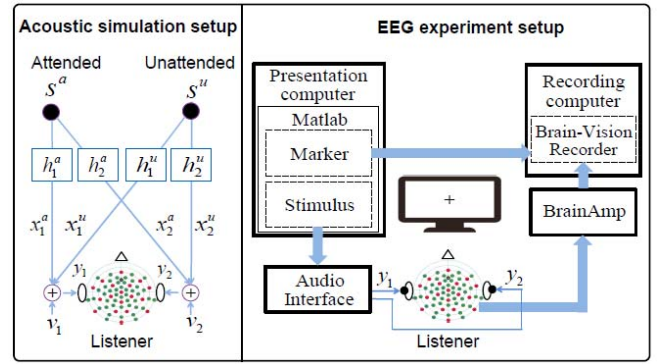 Acoustic simulation setup
Attended Unattended
s^a s^u
h_1^a h_2^a h_1^u h_2^u
x_1^a x_1^u x_2^a x_2^u
+ y_1 y_2 +
v_1 v_2
Listener
EEG experiment setup
Presentation
computer
Matlab
Marker
Stimulus
Audio
Interface
Recording
computer
Brain-Vision
Recorder
+
BrainAmp
y_1 y_2
Listener